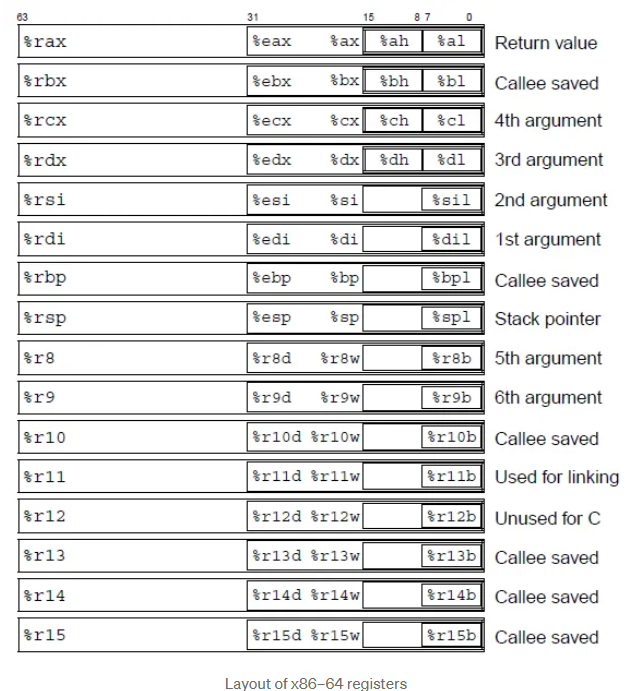 63 31 15 8 7 0
%rax %eax %ax %ah %al Return value
%rbx %ebx %bx %bh %bl Callee saved
%rcx %ecx %cx %ch %cl 4th argument
%rdx %edx %dx %dh %dl 3rd argument
%rsi %esi %si %sil 2nd argument
%rdi %edi %di %dil 1st argument
%rbp %ebp %bp %bpl Callee saved
%rsp %esp %sp %spl Stack pointer
%r8 %r8d %r8w %r8b 5th argument
%r9 %r9d %r9w %r9b 6th argument
%r10 %r10d %r10w %r10b Callee saved
%r11 %r11d %r11w %r11b Used for linking
%r12 %r12d %r12w %r12b Unused for C
%r13 %r13d %r13w %r13b Callee saved
%r14 %r14d %r14w %r14b Callee saved
%r15 %r15d %r15w %r15b Callee saved
Layout of x86-64 registers